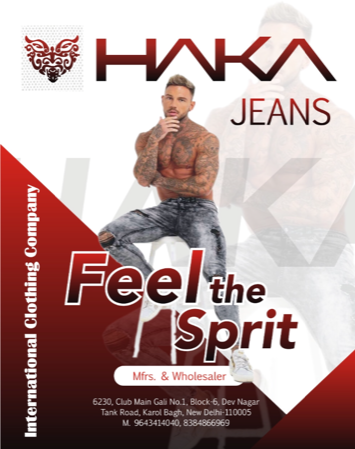 HAKA
JEANS
International Clothing Company
Feel the
Sprit
Mfrs. & Wholesaler
6230, Club Main Gali No.1, Block-6, Dev Nagar
Tank Road, Karol Bagh, New Delhi-110005
M. 9643414040, 8384866969